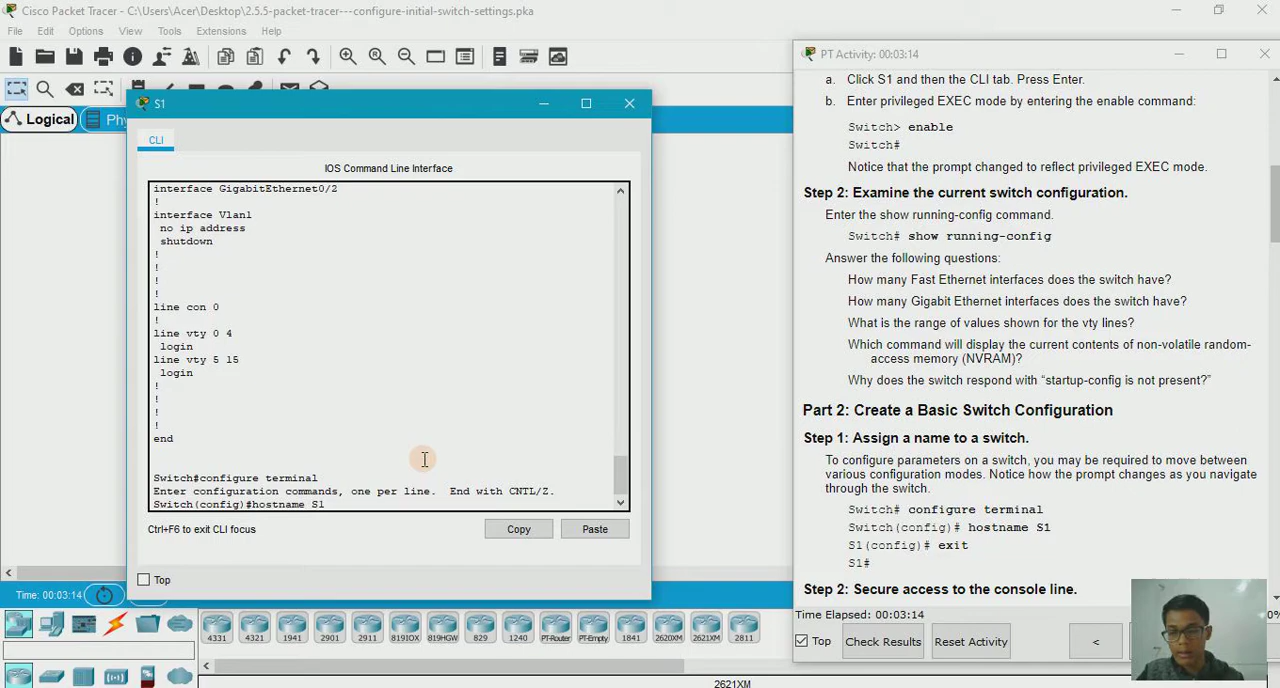 Cisco Packet Tracer - C:\Users\Acer\Desktop\2.5.5-packet-tracer---configure-initial-switch-settings.pka
File Edit Options View Tools Extensions Help
Logical
S1
CLI
IOS Command Line Interface
interface GigabitEthernet0/2
!
interface Vlan1
no ip address
shutdown
!
!
!
!
line con 0
!
line vty 0 4
login
line vty 5 15
login
!
!
!
!
end
Switch#configure terminal
Enter configuration commands, one per line. End with CNTL/Z.
Switch(config)#hostname S1
Ctrl+F6 to exit CLI focus
Copy
Paste
Top
Time: 00:03:14
4331 4321 1941 2901 2911 819IOX 819HGW 829 1240 PT-Router PT-Empty 1841 2620XM 2621XM 2811
2621XM
PT Activity: 00:03:14
a. Click S1 and then the CLI tab. Press Enter.
b. Enter privileged EXEC mode by entering the enable command:
Switch> enable
Switch#
Notice that the prompt changed to reflect privileged EXEC mode.
Step 2: Examine the current switch configuration.
Enter the show running-config command.
Switch# show running-config
Answer the following questions:
How many Fast Ethernet interfaces does the switch have?
How many Gigabit Ethernet interfaces does the switch have?
What is the range of values shown for the vty lines?
Which command will display the current contents of non-volatile random-
access memory (NVRAM)?
Why does the switch respond with “startup-config is not present?”
Part 2: Create a Basic Switch Configuration
Step 1: Assign a name to a switch.
To configure parameters on a switch, you may be required to move between
various configuration modes. Notice how the prompt changes as you navigate
through the switch.
Switch# configure terminal
Switch(config)# hostname S1
S1(config)# exit
S1#
Step 2: Secure access to the console line.
Time Elapsed: 00:03:14
Top
Check Results
Reset Activity
<